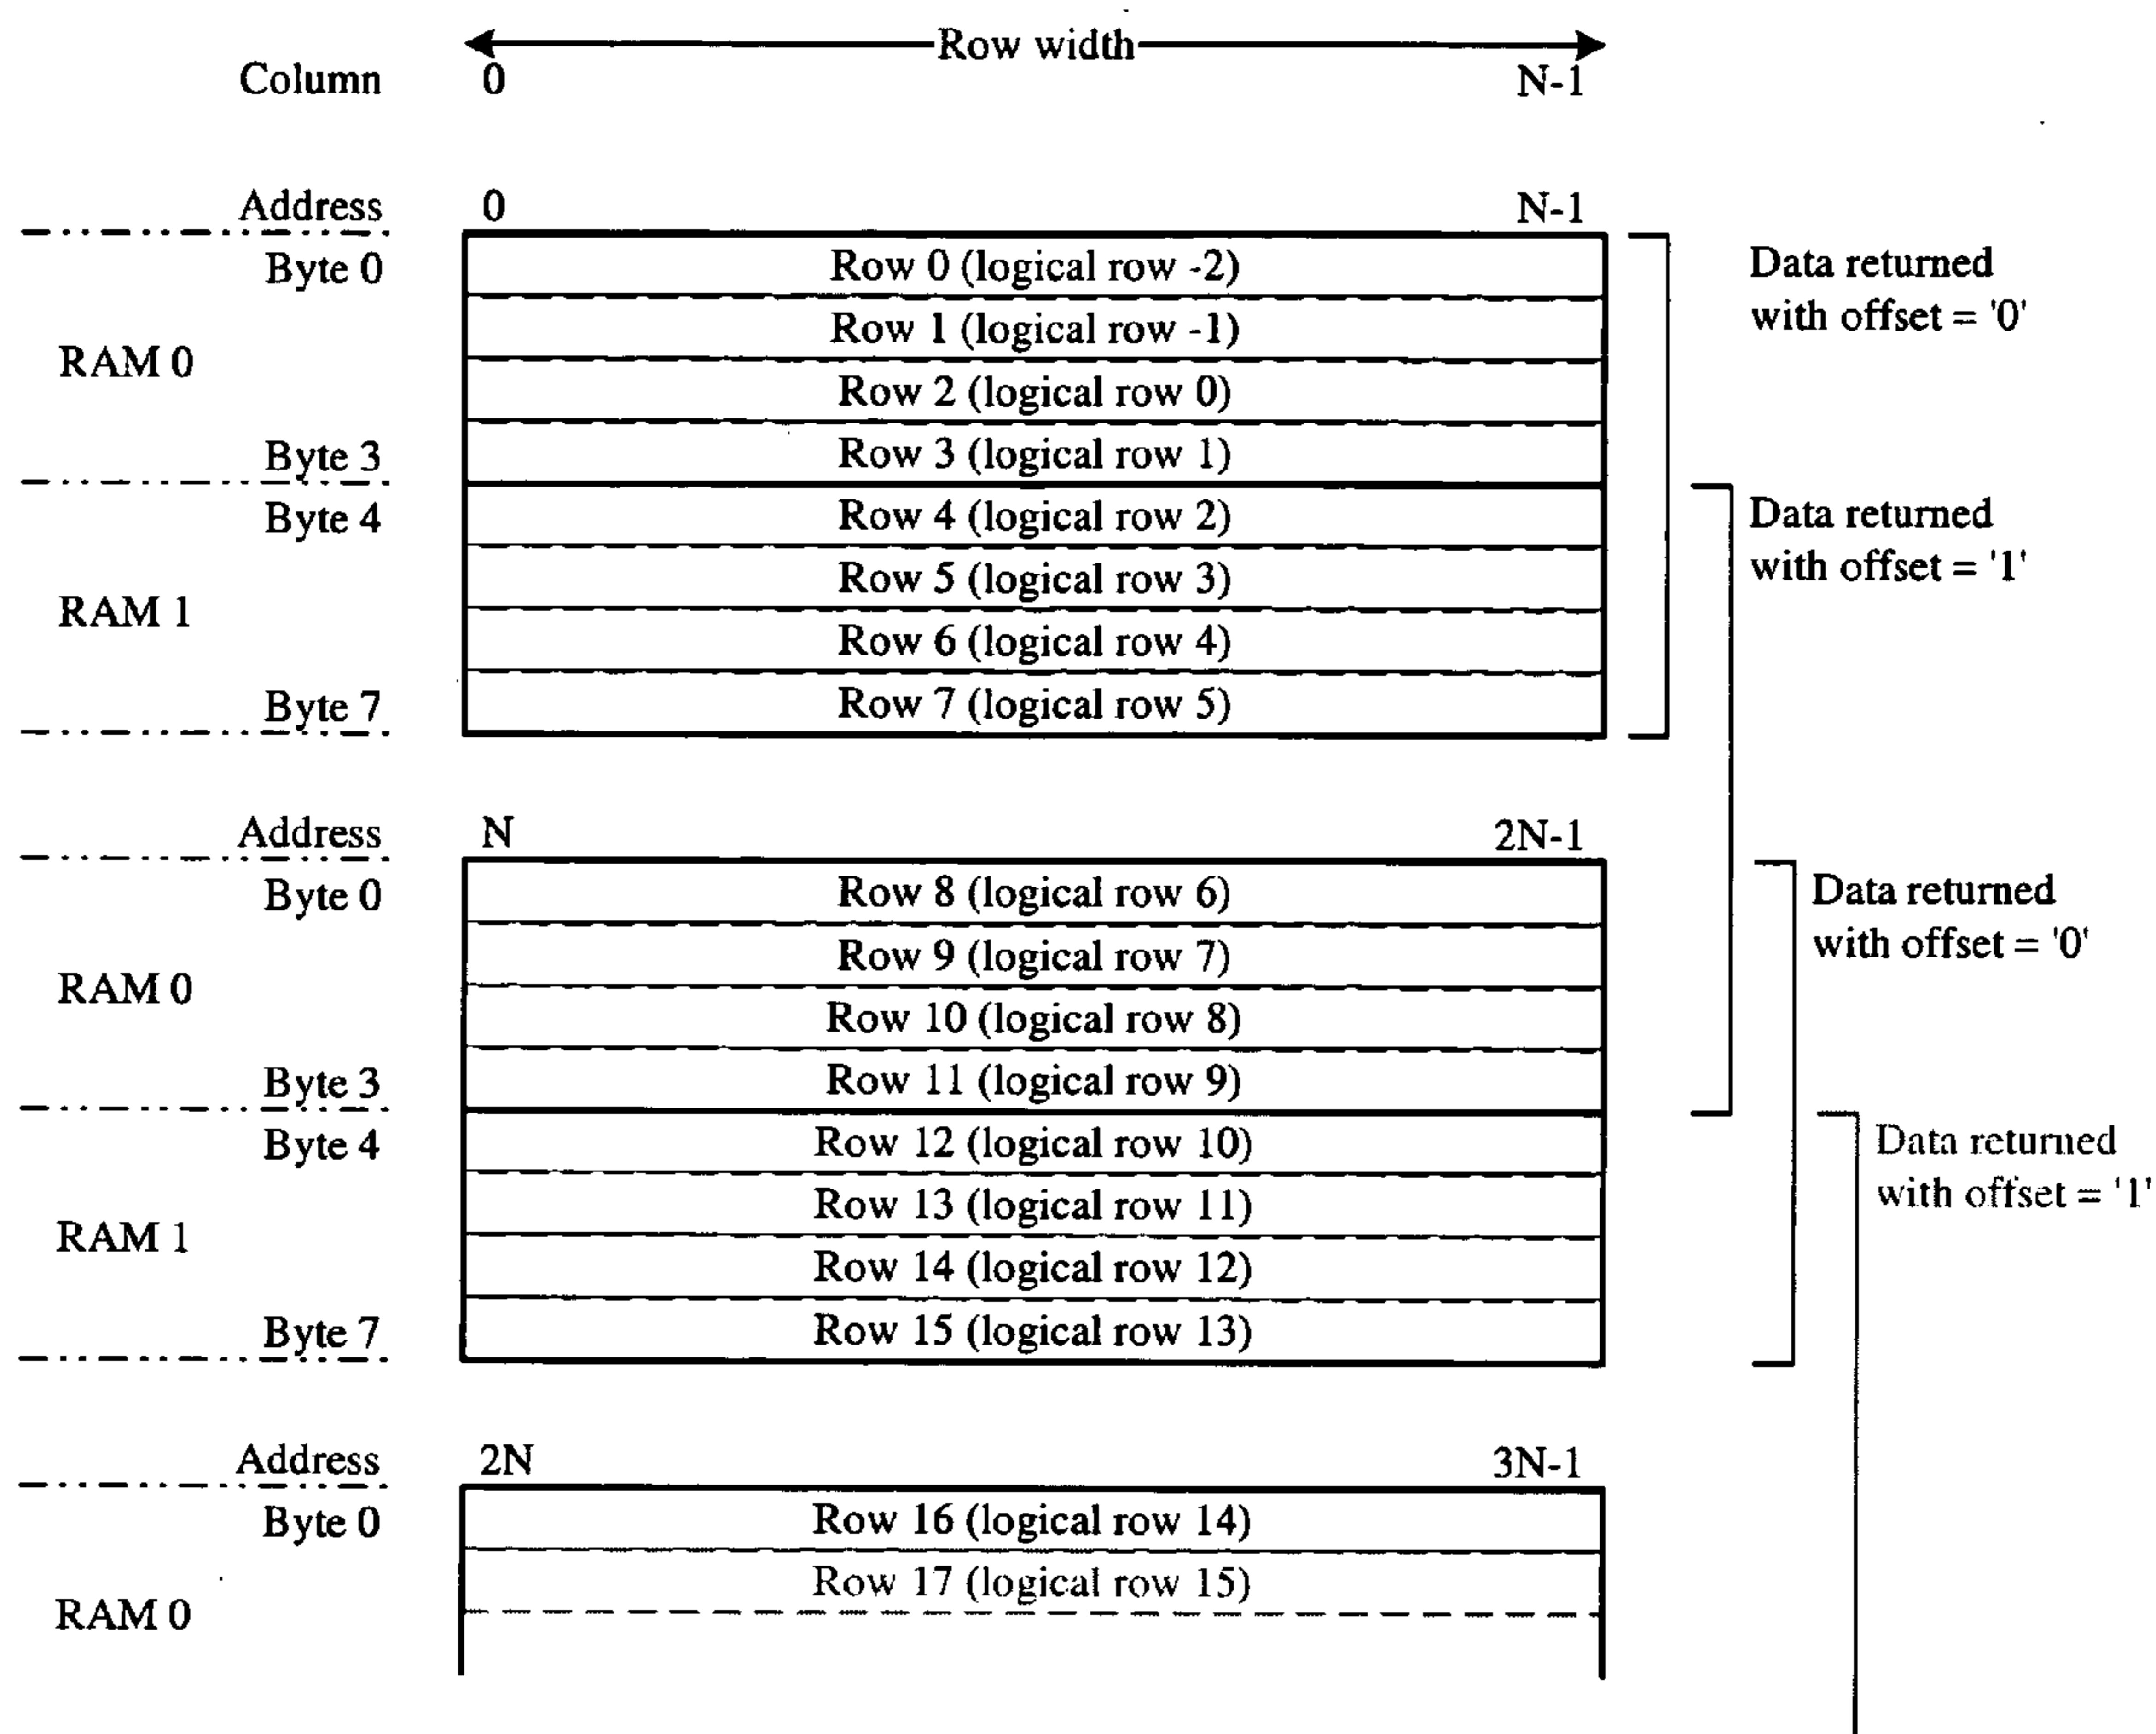 Row width
Column 0 N-1
Address 0 N-1
Byte 0 Row 0 (logical row -2) Data returned
Row 1 (logical row -1) with offset = '0'
RAM 0
Row 2 (logical row 0)
Byte 3 Row 3 (logical row 1)
Byte 4 Row 4 (logical row 2) Data returned
Row 5 (logical row 3) with offset = '1'
RAM 1
Row 6 (logical row 4)
Byte 7 Row 7 (logical row 5)
Address N 2N-1
Byte 0 Row 8 (logical row 6) Data returned
Row 9 (logical row 7) with offset = '0'
RAM 0
Row 10 (logical row 8)
Byte 3 Row 11 (logical row 9)
Byte 4 Row 12 (logical row 10) Data returned
Row 13 (logical row 11) with offset = '1'
RAM 1
Row 14 (logical row 12)
Byte 7 Row 15 (logical row 13)
Address 2N 3N-1
Byte 0 Row 16 (logical row 14)
Row 17 (logical row 15)
RAM 0